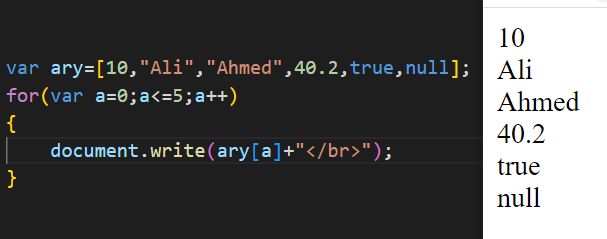 var ary=[10,"Ali","Ahmed",40.2,true,null];
for(var a=0;a<=5;a++)
{
    document.write(ary[a]+"</br>");
}
10
Ali
Ahmed
40.2
true
null